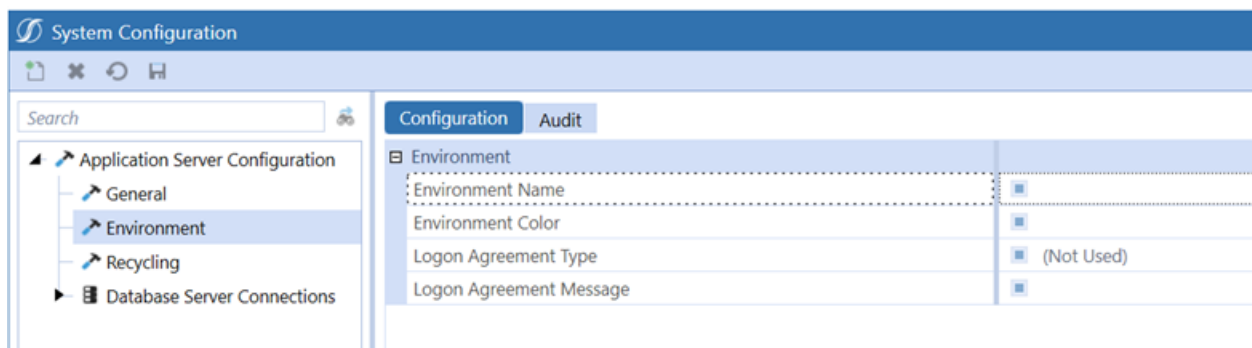 System Configuration
Search
Application Server Configuration
General
Environment
Recycling
Database Server Connections
Configuration Audit
Environment
Environment Name
Environment Color
Logon Agreement Type (Not Used)
Logon Agreement Message